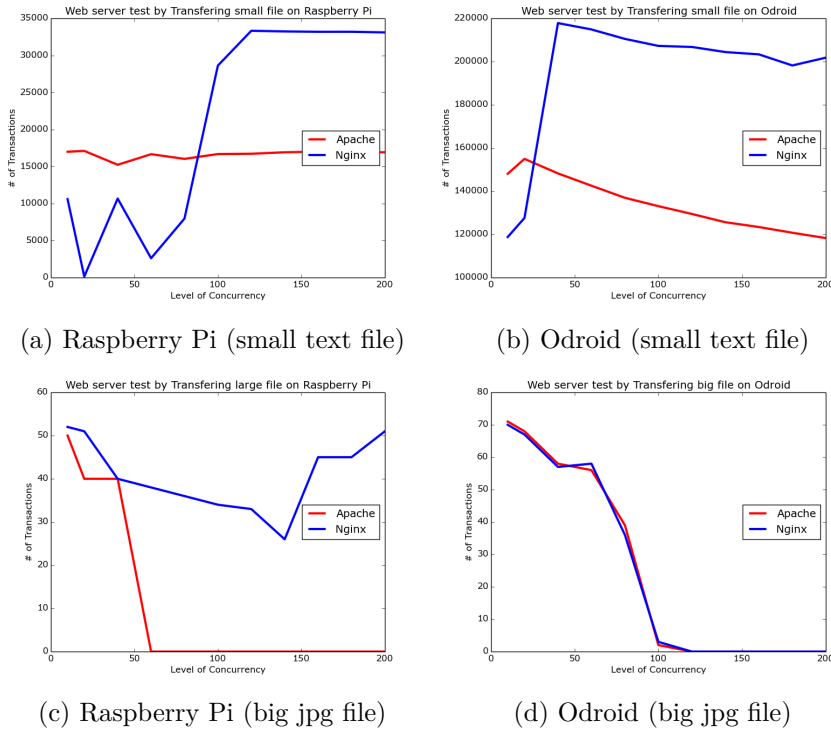 Web server test by Transfering small file on Raspberry Pi
35000
30000
25000
20000
15000
10000
5000
0
# of Transactions
Apache
Nginx
0
50
100
150
200
Level of Concurrency
(a) Raspberry Pi (small text file)
Web server test by Transfering small file on Odroid
220000
200000
180000
160000
140000
120000
100000
# of Transactions
Apache
Nginx
0
50
100
150
200
Level of Concurrency
(b) Odroid (small text file)
Web server test by Transfering large file on Raspberry Pi
60
50
40
30
20
10
0
# of Transactions
Apache
Nginx
0
50
100
150
200
Level of Concurrency
(c) Raspberry Pi (big jpg file)
Web server test by Transfering big file on Odroid
80
70
60
50
40
30
20
10
0
# of Transactions
Apache
Nginx
0
50
100
150
200
Level of Concurrency
(d) Odroid (big jpg file)